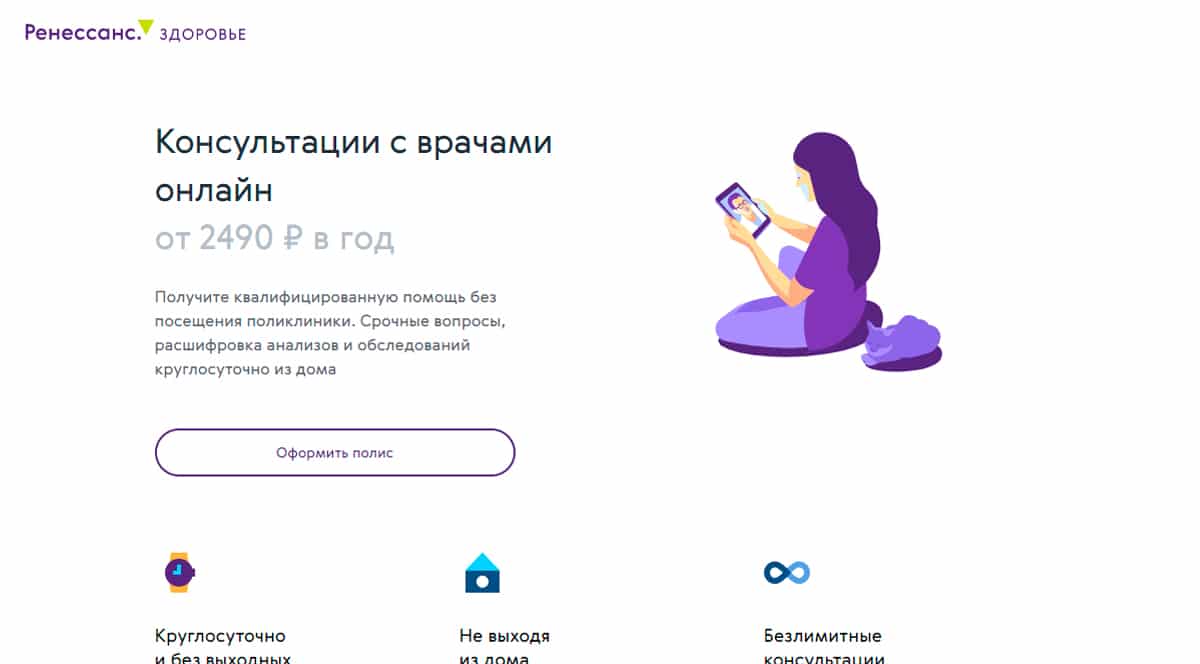 Ренессанс. ЗДОРОВЬЕ
Консультации с врачами
онлайн
от 2490 ₽ в год
Получите квалифицированную помощь без
посещения поликлиники. Срочные вопросы,
расшифровка анализов и обследований
круглосуточно из дома
Оформить полис
Круглосуточно
и без выходных
Не выходя
из дома
Безлимитные
консультации